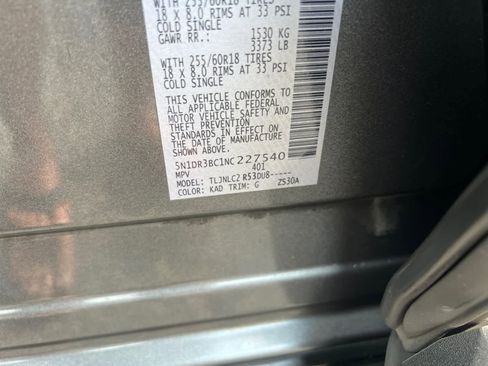 WITH 255/60R18 TIRES
18 X 8.0 RIMS AT 33 PSI
COLD SINGLE
GAWR RR.: 1530 KG
3373 LB
WITH 255/60R18 TIRES
18 X 8.0 RIMS AT 33 PSI
COLD SINGLE
THIS VEHICLE CONFORMS TO
ALL APPLICABLE FEDERAL
MOTOR VEHICLE SAFETY AND
THEFT PREVENTION
STANDARDS IN EFFECT ON
THE DATE OF MANUFACTURE
SHOWN ABOVE.
5N1DR3BC1NC227540
MPV 401
MODEL: TLJNLC2 R53DU8-----
COLOR: KAD TRIM: G Z530A